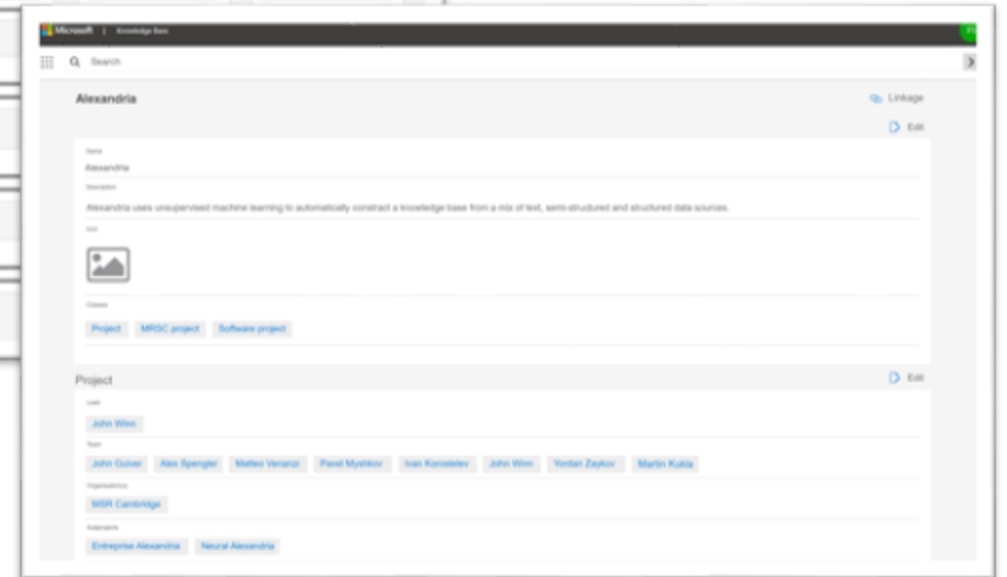 Microsoft | Knowledge Base
Search
Alexandria
Linkage
Edit
Name
Alexandria
Description
Alexandria uses unsupervised machine learning to automatically construct a knowledge base from a mix of text, semi-structured and structured data sources.
Icon
Classes
Project MRSC project Software project
Project
Edit
Lead
John Winn
Team
John Guiver Alex Spengler Matteo Venanzi Pavel Myshkov Ivan Korostelev John Winn Yordan Zaykov Martin Kukla
MSR Cambridge
Subprojects
Entreprise Alexandria Neural Alexandria